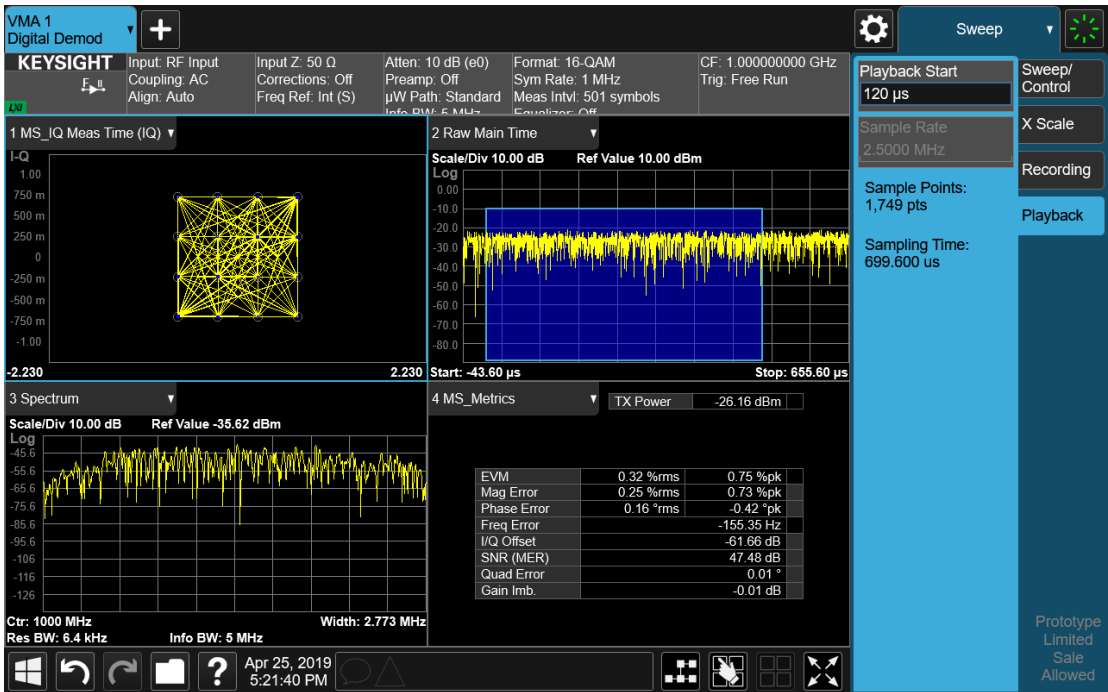 VMA 1
Digital Demod
Sweep
KEYSIGHT
LXI
Input: RF Input
Coupling: AC
Align: Auto
Input Z: 50 Ω
Corrections: Off
Freq Ref: Int (S)
Atten: 10 dB (e0)
Preamp: Off
µW Path: Standard
Info BW: 5 MHz
Format: 16-QAM
Sym Rate: 1 MHz
Meas Intvl: 501 symbols
Equalizer: Off
CF: 1.000000000 GHz
Trig: Free Run
1 MS_IQ Meas Time (IQ)
I-Q
1.00
750 m
500 m
250 m
0
-250 m
-500 m
-750 m
-1.00
-2.230
2.230
2 Raw Main Time
Scale/Div 10.00 dB
Ref Value 10.00 dBm
Log
0.00
-10.0
-20.0
-30.0
-40.0
-50.0
-60.0
-70.0
-80.0
Start: -43.60 µs
Stop: 655.60 µs
3 Spectrum
Scale/Div 10.00 dB
Ref Value -35.62 dBm
Log
-45.6
-55.6
-65.6
-75.6
-85.6
-95.6
-106
-116
-126
Ctr: 1000 MHz
Width: 2.773 MHz
Res BW: 6.4 kHz
Info BW: 5 MHz
4 MS_Metrics
TX Power -26.16 dBm
EVM 0.32 %rms 0.75 %pk
Mag Error 0.25 %rms 0.73 %pk
Phase Error 0.16 °rms -0.42 °pk
Freq Error -155.35 Hz
I/Q Offset -61.66 dB
SNR (MER) 47.48 dB
Quad Error 0.01 °
Gain Imb. -0.01 dB
Playback Start
120 µs
Sample Rate
2.5000 MHz
Sample Points:
1,749 pts
Sampling Time:
699.600 us
Sweep/
Control
X Scale
Recording
Playback
Prototype
Limited
Sale
Allowed
?
Apr 25, 2019
5:21:40 PM